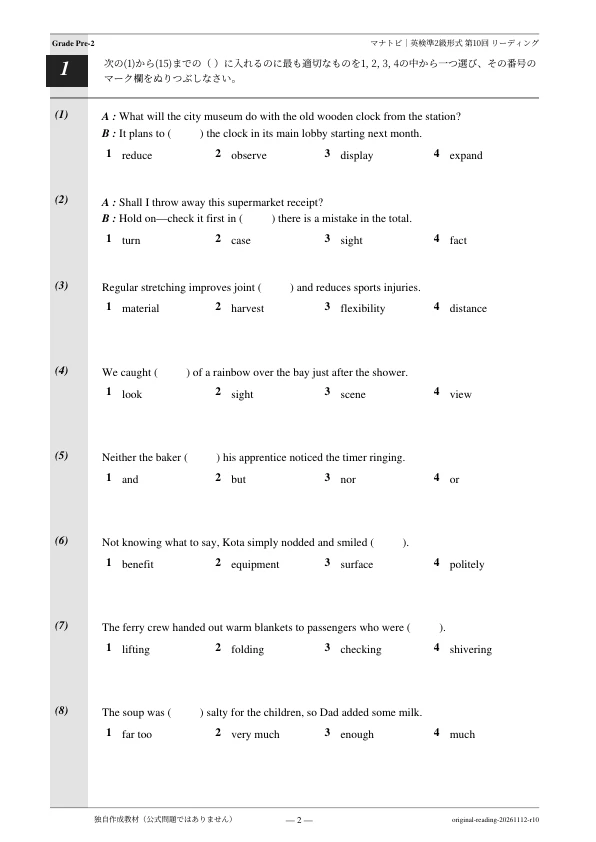 Grade Pre-2 マナトビ｜英検準2級形式 第10回 リーディング
1 次の(1)から(15)までの（ ）に入れるのに最も適切なものを1, 2, 3, 4の中から一つ選び、その番号の
マーク欄をぬりつぶしなさい。
(1) A : What will the city museum do with the old wooden clock from the station?
B : It plans to ( ) the clock in its main lobby starting next month.
1 reduce 2 observe 3 display 4 expand
(2) A : Shall I throw away this supermarket receipt?
B : Hold on—check it first in ( ) there is a mistake in the total.
1 turn 2 case 3 sight 4 fact
(3) Regular stretching improves joint ( ) and reduces sports injuries.
1 material 2 harvest 3 flexibility 4 distance
(4) We caught ( ) of a rainbow over the bay just after the shower.
1 look 2 sight 3 scene 4 view
(5) Neither the baker ( ) his apprentice noticed the timer ringing.
1 and 2 but 3 nor 4 or
(6) Not knowing what to say, Kota simply nodded and smiled ( ).
1 benefit 2 equipment 3 surface 4 politely
(7) The ferry crew handed out warm blankets to passengers who were ( ).
1 lifting 2 folding 3 checking 4 shivering
(8) The soup was ( ) salty for the children, so Dad added some milk.
1 far too 2 very much 3 enough 4 much
独自作成教材（公式問題ではありません） — 2 — original-reading-20261112-r10